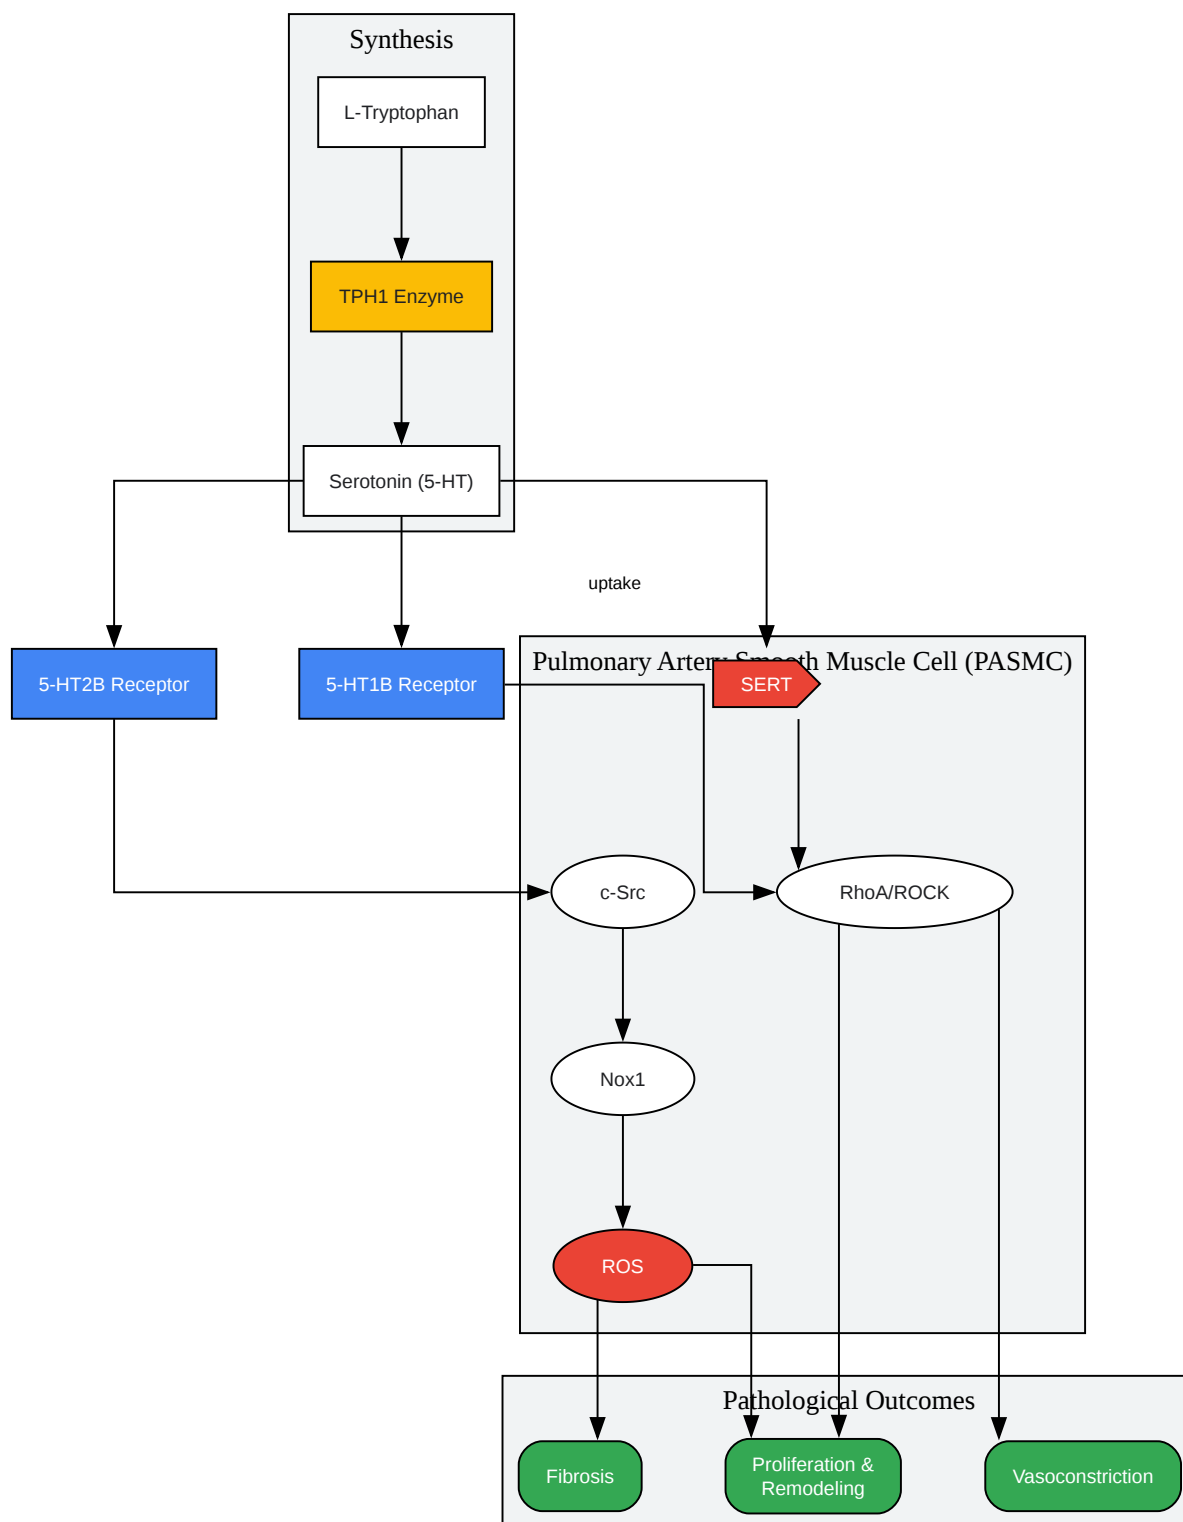 Synthesis
L-Tryptophan
TPH1 Enzyme
Serotonin (5-HT)
uptake
5-HT2B Receptor
5-HT1B Receptor
Pulmonary Artery Smooth Muscle Cell (PASMC)
SERT
c-Src
RhoA/ROCK
Nox1
ROS
Pathological Outcomes
Fibrosis
Proliferation &
Remodeling
Vasoconstriction